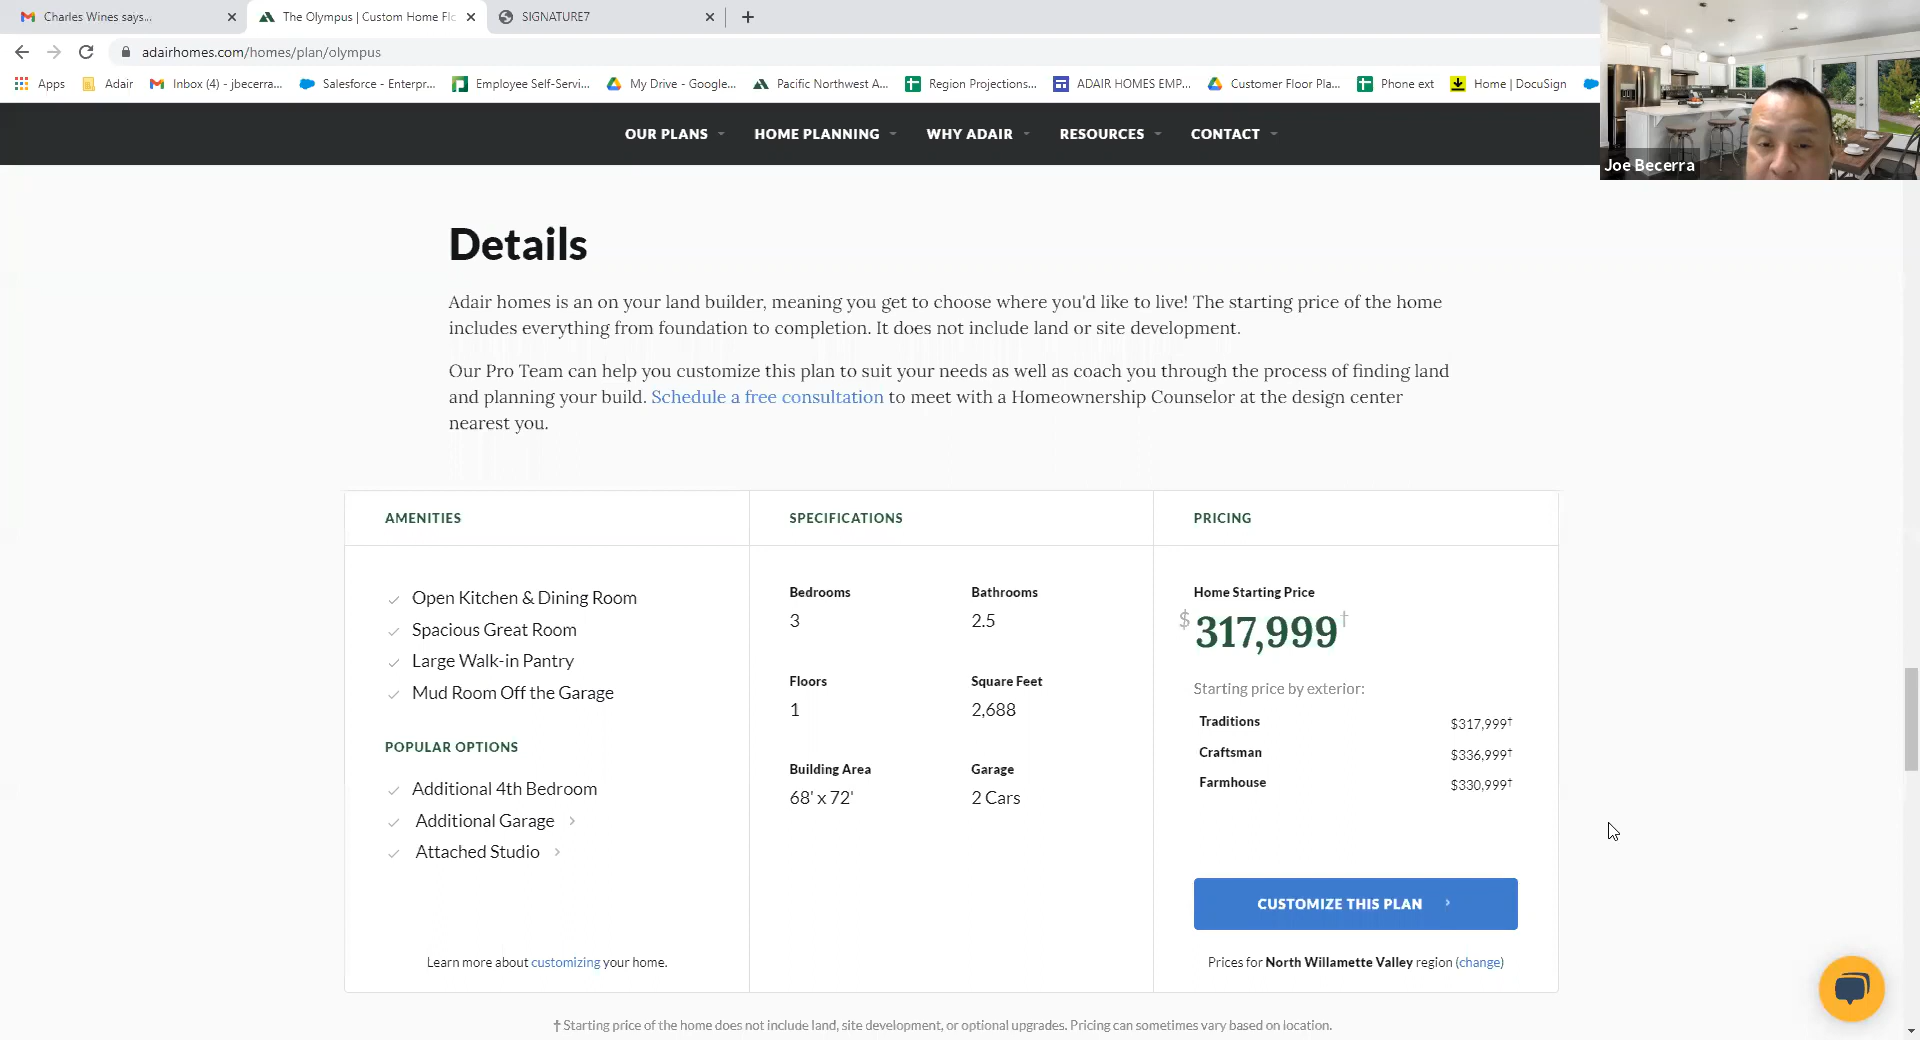 Charles Wines says...
The Olympus | Custom Home Flo
SIGNATURE7
adairhomes.com/homes/plan/olympus
Apps
Adair
Inbox (4) - jbecerra...
Salesforce - Enterpr...
Employee Self-Servi...
My Drive - Google...
Pacific Northwest A...
Region Projections...
ADAIR HOMES EMP...
Customer Floor Pla...
Phone ext
Home | DocuSign
Joe Becerra
OUR PLANS
HOME PLANNING
WHY ADAIR
RESOURCES
CONTACT
Details
Adair homes is an on your land builder, meaning you get to choose where you'd like to live! The starting price of the home
includes everything from foundation to completion. It does not include land or site development.
Our Pro Team can help you customize this plan to suit your needs as well as coach you through the process of finding land
and planning your build. Schedule a free consultation to meet with a Homeownership Counselor at the design center
nearest you.
AMENITIES
Open Kitchen & Dining Room
Spacious Great Room
Large Walk-in Pantry
Mud Room Off the Garage
POPULAR OPTIONS
Additional 4th Bedroom
Additional Garage
Attached Studio
Learn more about customizing your home.
SPECIFICATIONS
Bedrooms
3
Bathrooms
2.5
Floors
1
Square Feet
2,688
Building Area
68' x 72'
Garage
2 Cars
PRICING
Home Starting Price
$317,999†
Starting price by exterior:
Traditions $317,999†
Craftsman $336,999†
Farmhouse $330,999†
CUSTOMIZE THIS PLAN
Prices for North Willamette Valley region (change)
† Starting price of the home does not include land, site development, or optional upgrades. Pricing can sometimes vary based on location.